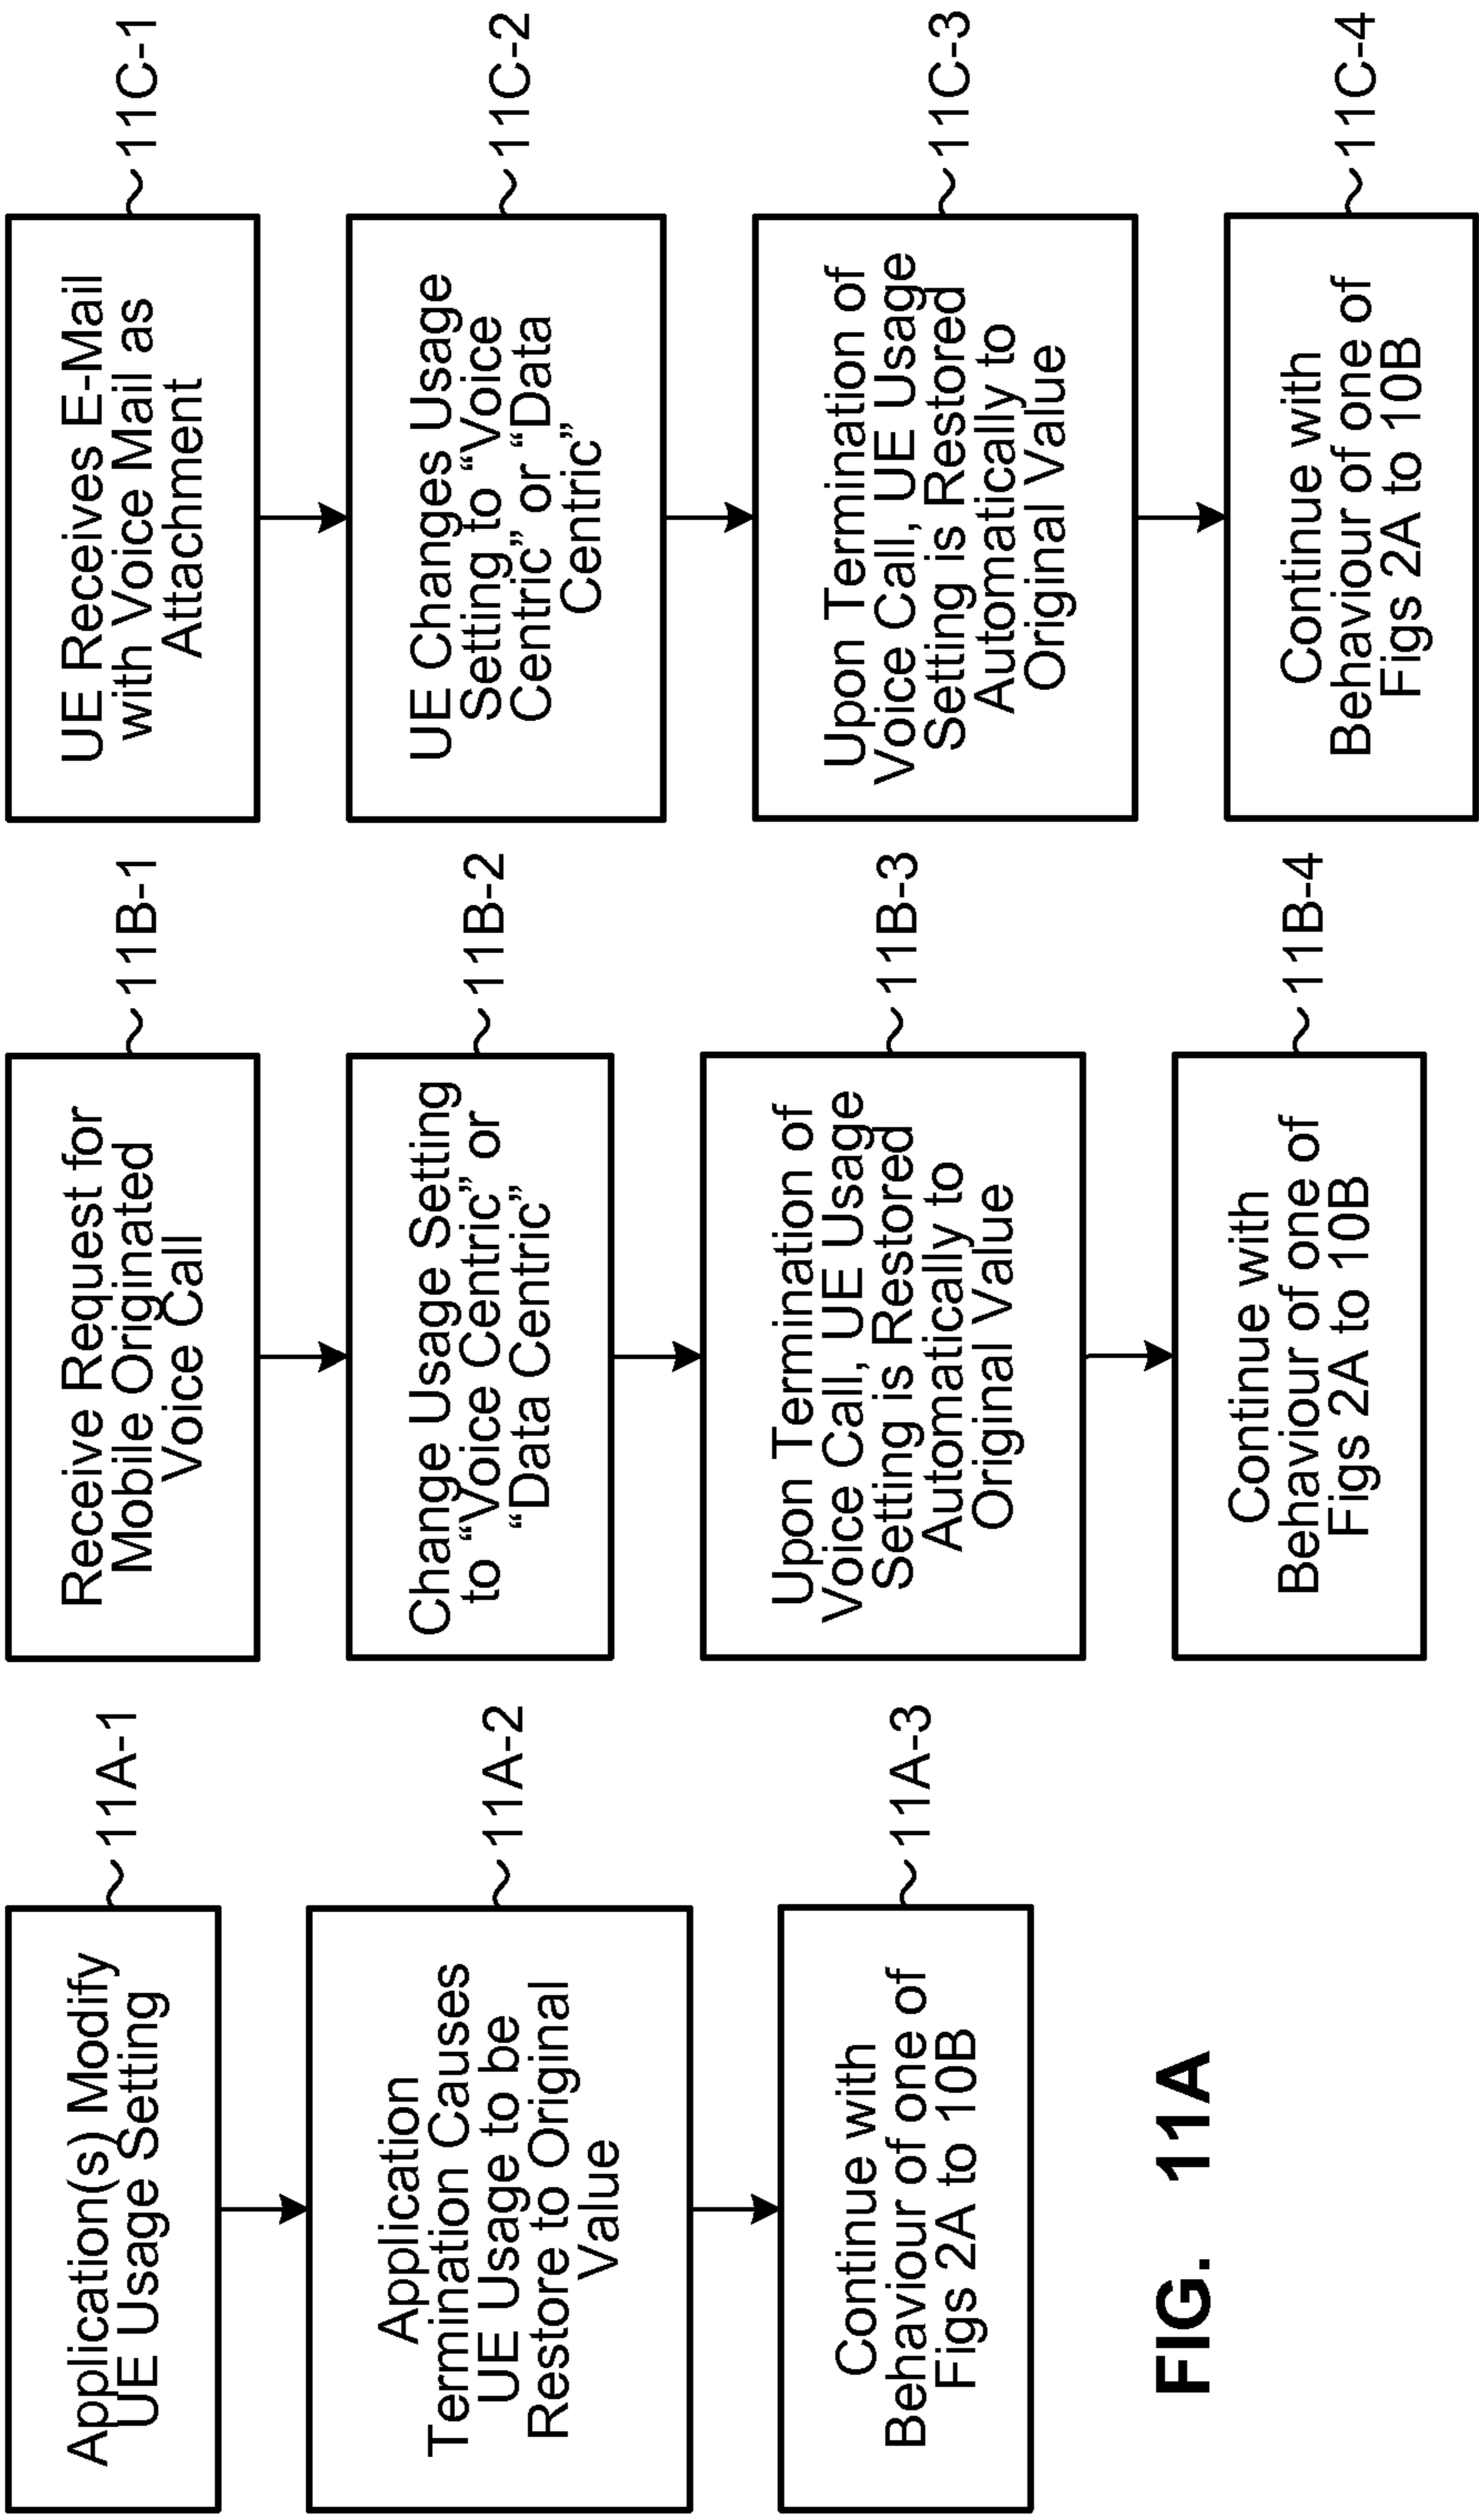 Application(s) Modify
UE Usage Setting
11A-1
Application
Termination Causes
UE Usage to be
Restore to Original
Value
11A-2
Continue with
Behaviour of one of
Figs 2A to 10B
11A-3
FIG. 11A
Receive Request for
Mobile Originated
Voice Call
11B-1
Change Usage Setting
to “Voice Centric” or
“Data Centric”
11B-2
Upon Termination of
Voice Call, UE Usage
Setting is Restored
Automatically to
Original Value
11B-3
Continue with
Behaviour of one of
Figs 2A to 10B
11B-4
UE Receives E-Mail
with Voice Mail as
Attachment
11C-1
UE Changes Usage
Setting to “Voice
Centric” or “Data
Centric”
11C-2
Upon Termination of
Voice Call, UE Usage
Setting is Restored
Automatically to
Original Value
11C-3
Continue with
Behaviour of one of
Figs 2A to 10B
11C-4